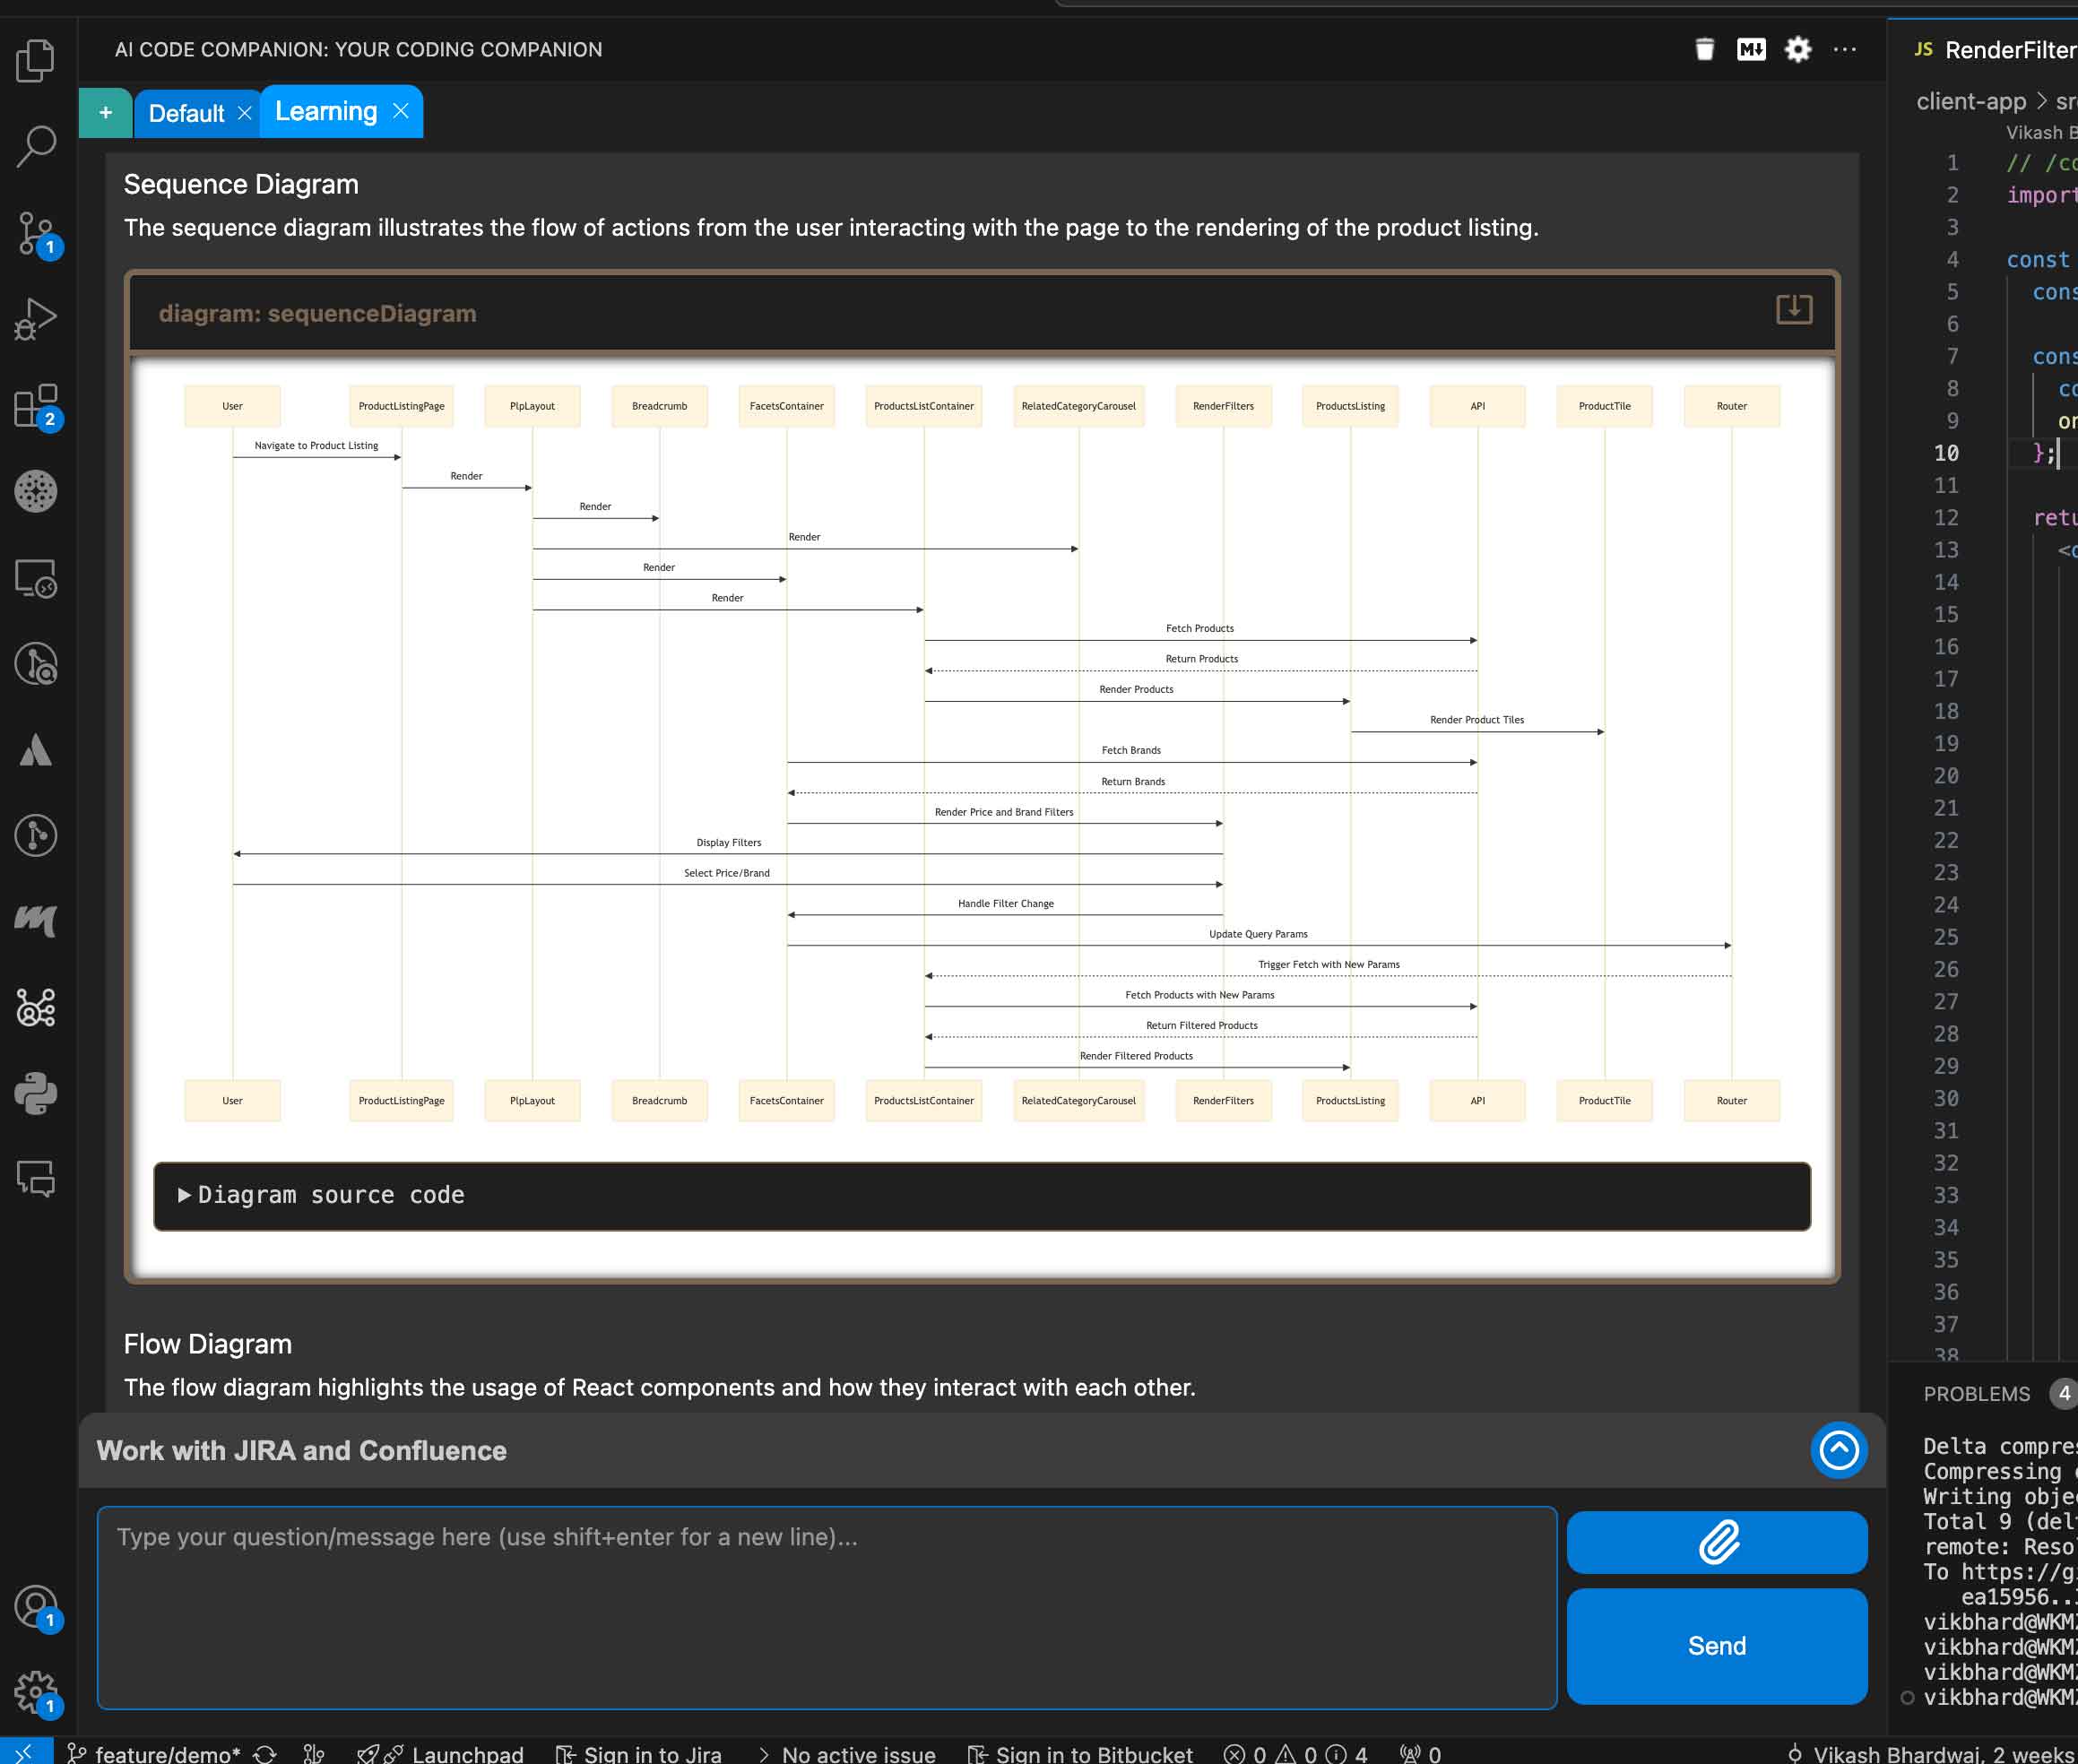 AI CODE COMPANION: YOUR CODING COMPANION
M↓
+
Default
Learning
Sequence Diagram
The sequence diagram illustrates the flow of actions from the user interacting with the page to the rendering of the product listing.
diagram: sequenceDiagram
User ProductListingPage PlpLayout Breadcrumb FacetsContainer ProductsListContainer RelatedCategoryCarousel RenderFilters ProductsListing API ProductTile Router
Navigate to Product Listing
Render
Render
Render
Render
Render
Fetch Products
Return Products
Render Products
Render Product Tiles
Fetch Brands
Return Brands
Render Price and Brand Filters
Display Filters
Select Price/Brand
Handle Filter Change
Update Query Params
Trigger Fetch with New Params
Fetch Products with New Params
Return Filtered Products
Render Filtered Products
User ProductListingPage PlpLayout Breadcrumb FacetsContainer ProductsListContainer RelatedCategoryCarousel RenderFilters ProductsListing API ProductTile Router
Diagram source code
Flow Diagram
The flow diagram highlights the usage of React components and how they interact with each other.
Work with JIRA and Confluence
Type your question/message here (use shift+enter for a new line)...
Send
1
2
1
1
JS RenderFilter
client-app > sr
Vikash B
1 // /co
2 import
3
4 const
5 cons
6
7 cons
8 co
9 or
10 };
11
12 retu
13 <d
14
15
16
17
18
19
20
21
22
23
24
25
26
27
28
29
30
31
32
33
34
35
36
37
38
PROBLEMS 4
Delta compres
Compressing
Writing obje
Total 9 (del
remote: Reso
To https://g
ea15956..
vikbhard@WKM
vikbhard@WKM
vikbhard@WKM
vikbhard@WKM
feature/demo* Launchpad Sign in to Jira No active issue Sign in to Bitbucket 0 0 4 0 Vikash Bhardwaj, 2 weeks